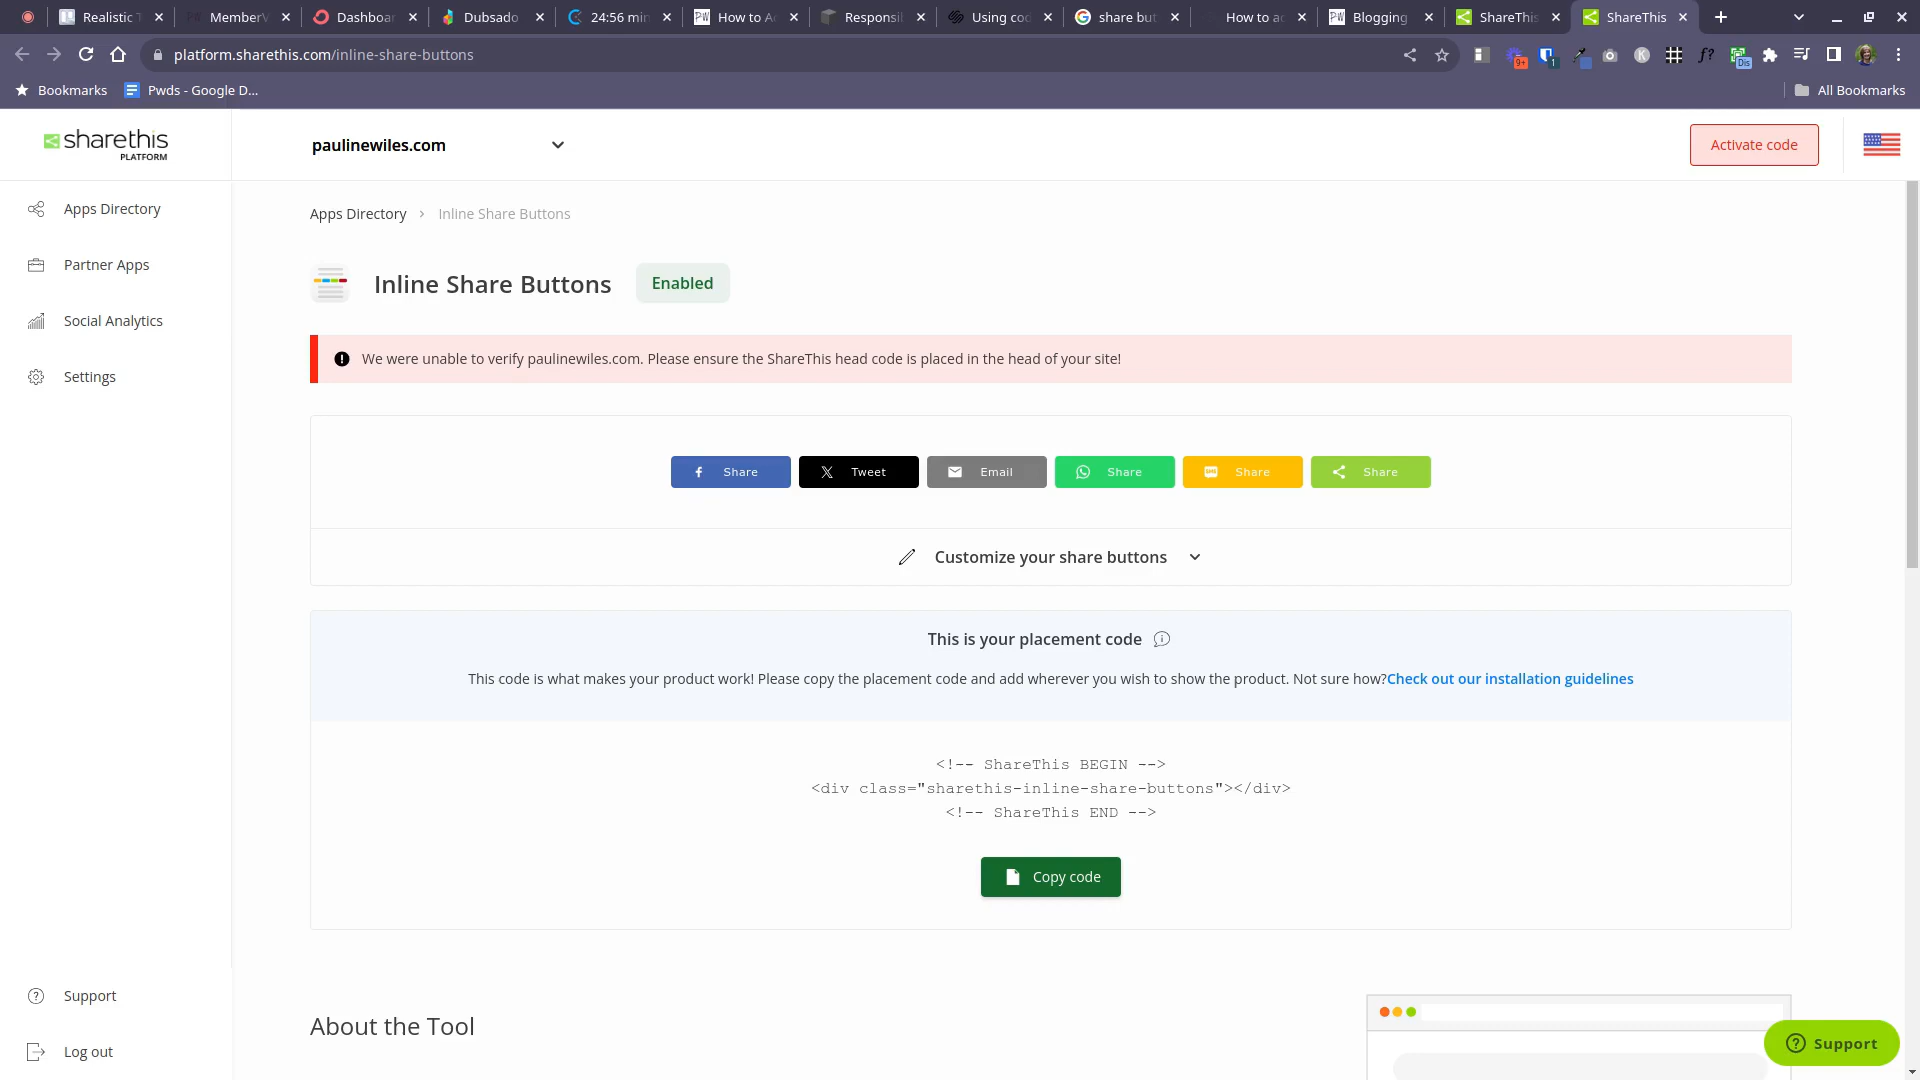 Realistic T
MemberV
Dashboar
Dubsado
24:56 min
How to A
Responsi
Using coo
share but
How to ad
PW Blogging
ShareThis
ShareThis
platform.sharethis.com/inline-share-buttons
9+
1
K
f?
Dis
Bookmarks
Pwds - Google D...
All Bookmarks
sharethis
PLATFORM
paulinewiles.com
Activate code
Apps Directory
Partner Apps
Social Analytics
Settings
Apps Directory > Inline Share Buttons
Inline Share Buttons
Enabled
We were unable to verify paulinewiles.com. Please ensure the ShareThis head code is placed in the head of your site!
Share
Tweet
Email
Share
Share
Share
Customize your share buttons
This is your placement code
This code is what makes your product work! Please copy the placement code and add wherever you wish to show the product. Not sure how?Check out our installation guidelines
<!-- ShareThis BEGIN -->
<div class="sharethis-inline-share-buttons"></div>
<!-- ShareThis END -->
Copy code
About the Tool
Support
Log out
Support